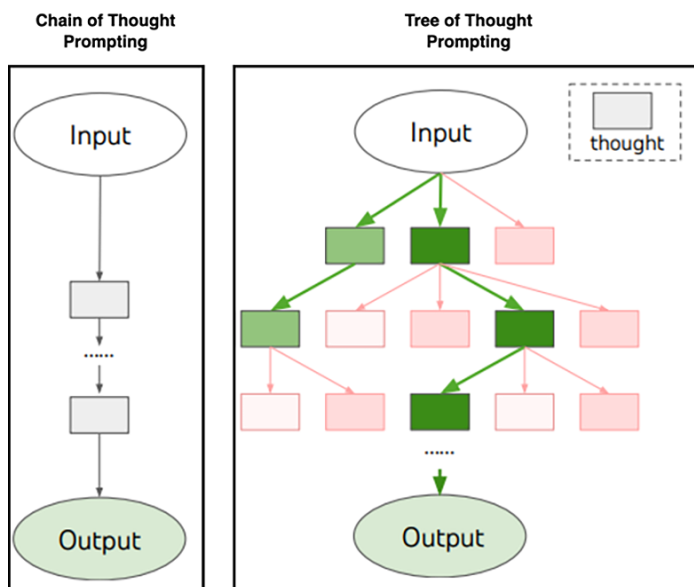 Chain of Thought
Prompting
Input
......
Output
Tree of Thought
Prompting
Input
thought
......
Output